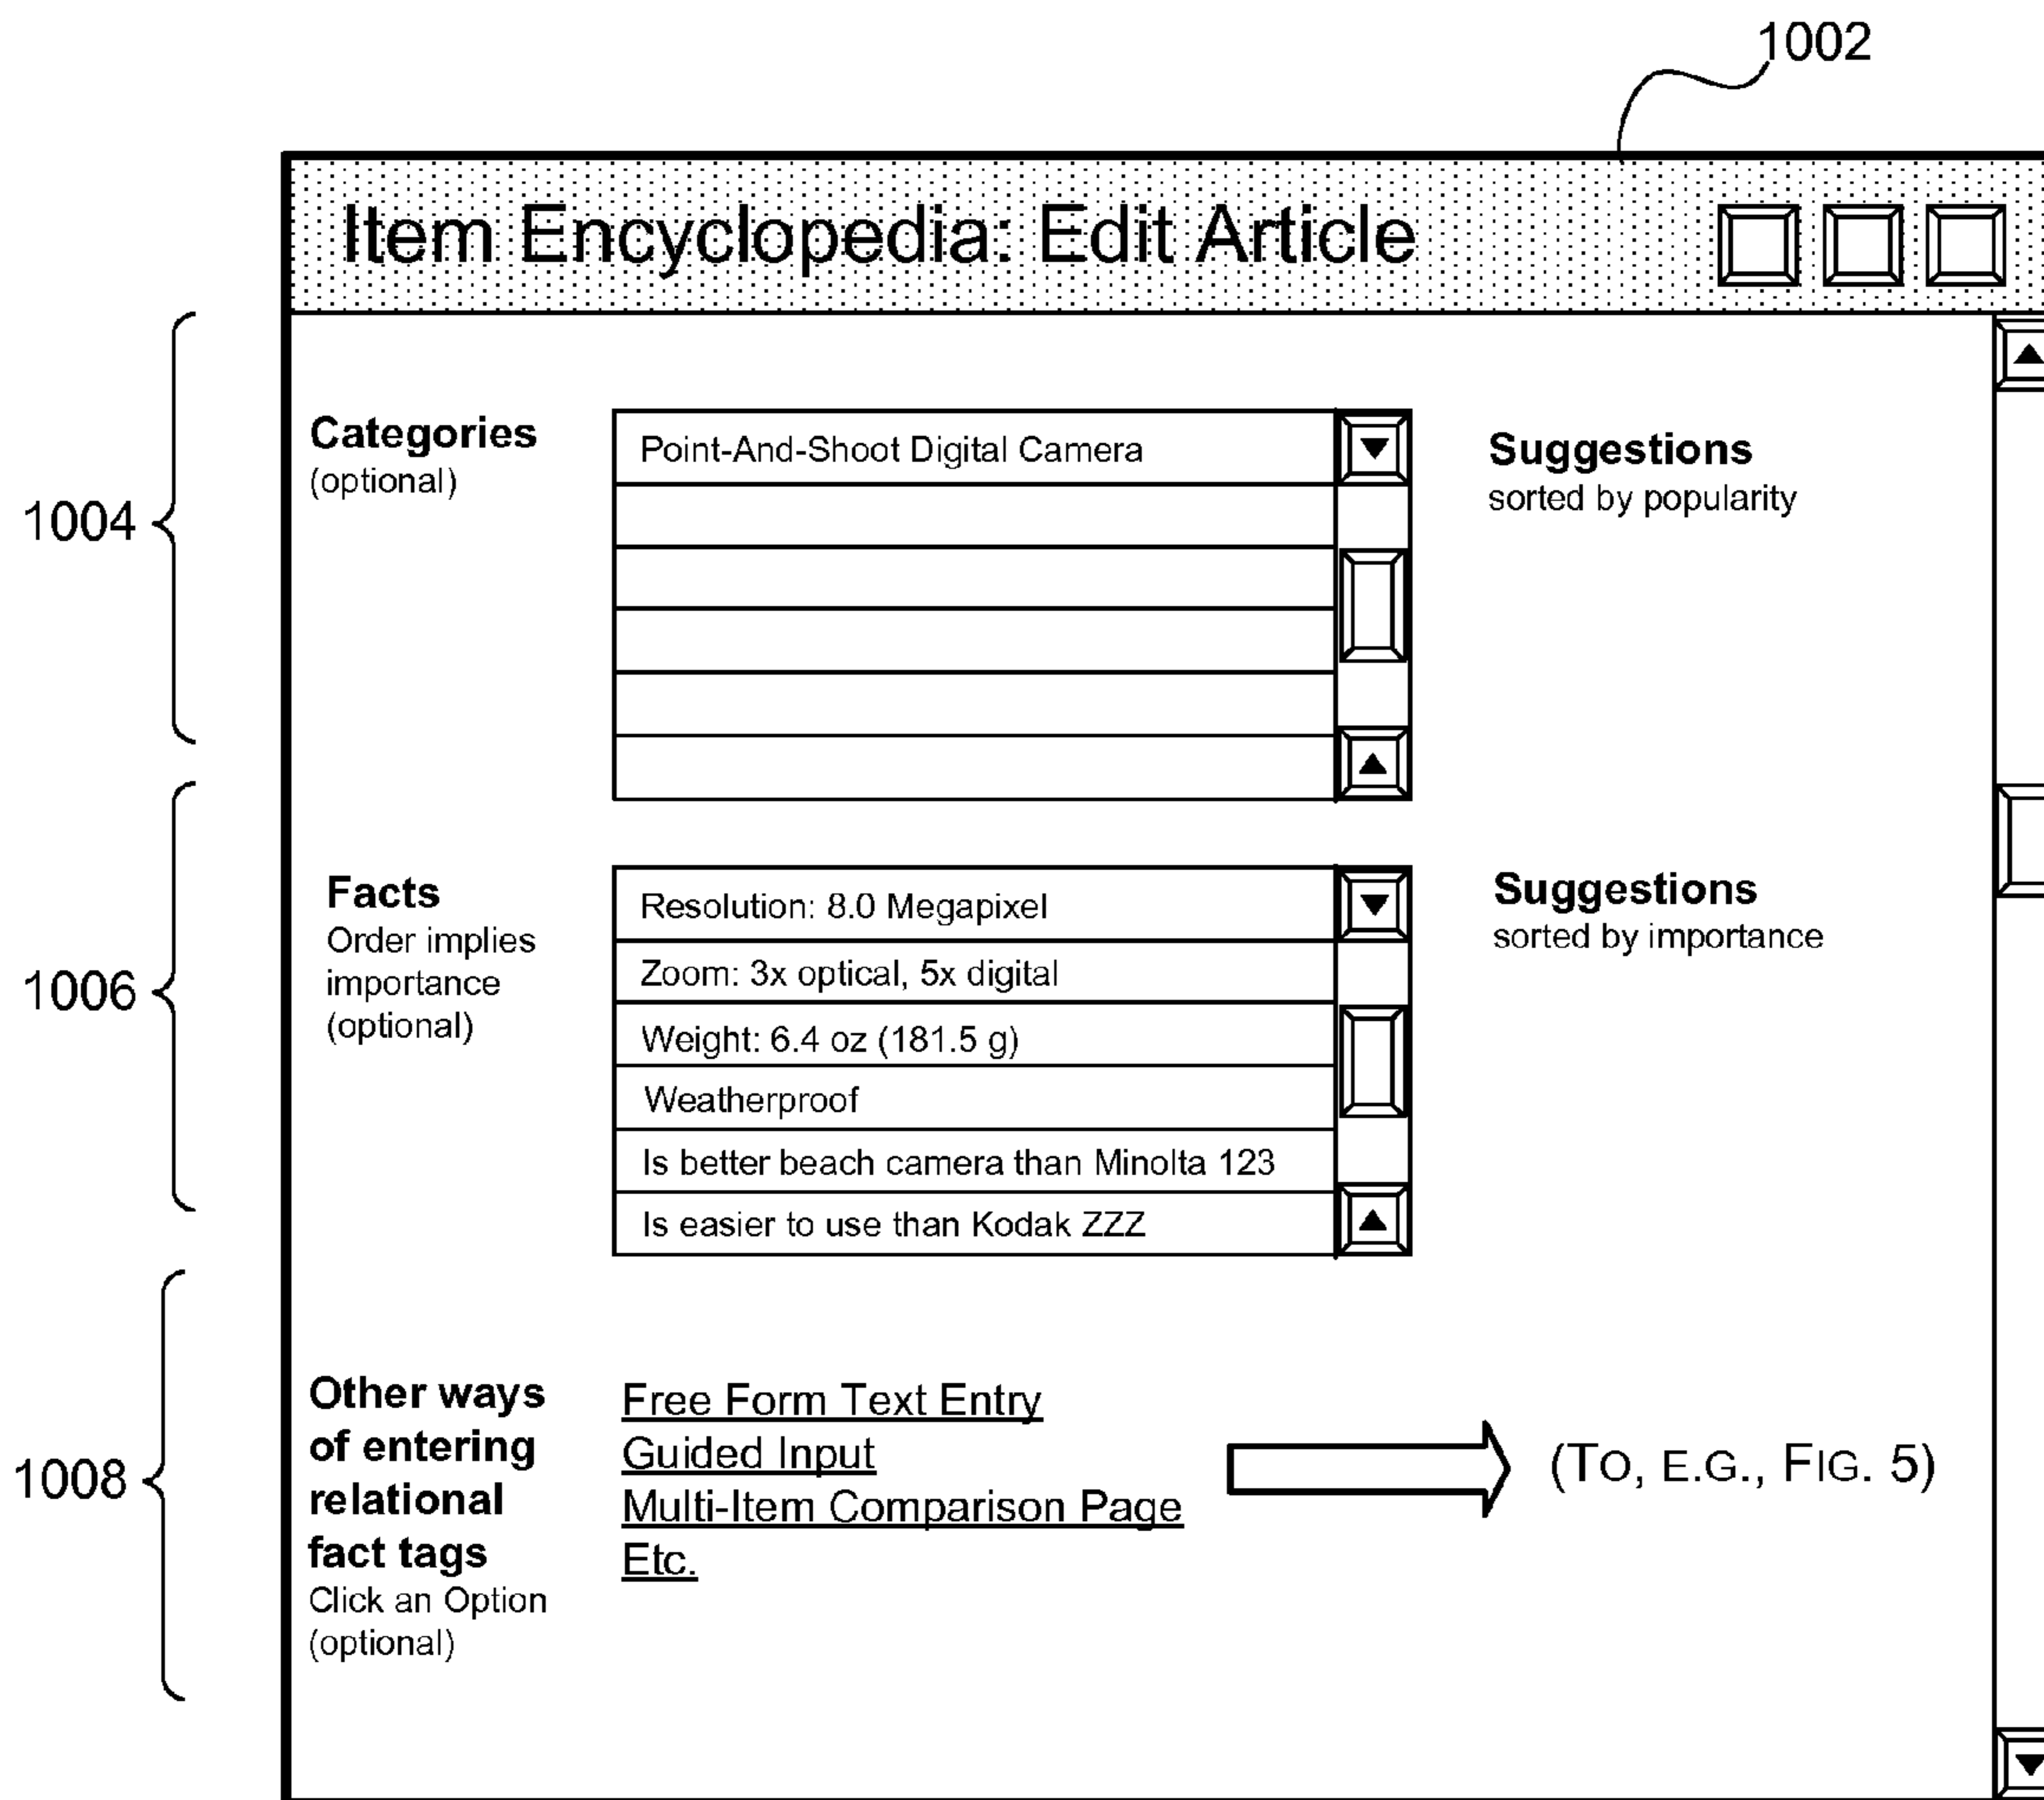 1002
Item Encyclopedia: Edit Article
1004
Categories
(optional)
Point-And-Shoot Digital Camera
Suggestions
sorted by popularity
1006
Facts
Order implies
importance
(optional)
Resolution: 8.0 Megapixel
Zoom: 3x optical, 5x digital
Weight: 6.4 oz (181.5 g)
Weatherproof
Is better beach camera than Minolta 123
Is easier to use than Kodak ZZZ
Suggestions
sorted by importance
1008
Other ways
of entering
relational
fact tags
Click an Option
(optional)
Free Form Text Entry
Guided Input
Multi-Item Comparison Page
Etc.
(TO, E.G., FIG. 5)